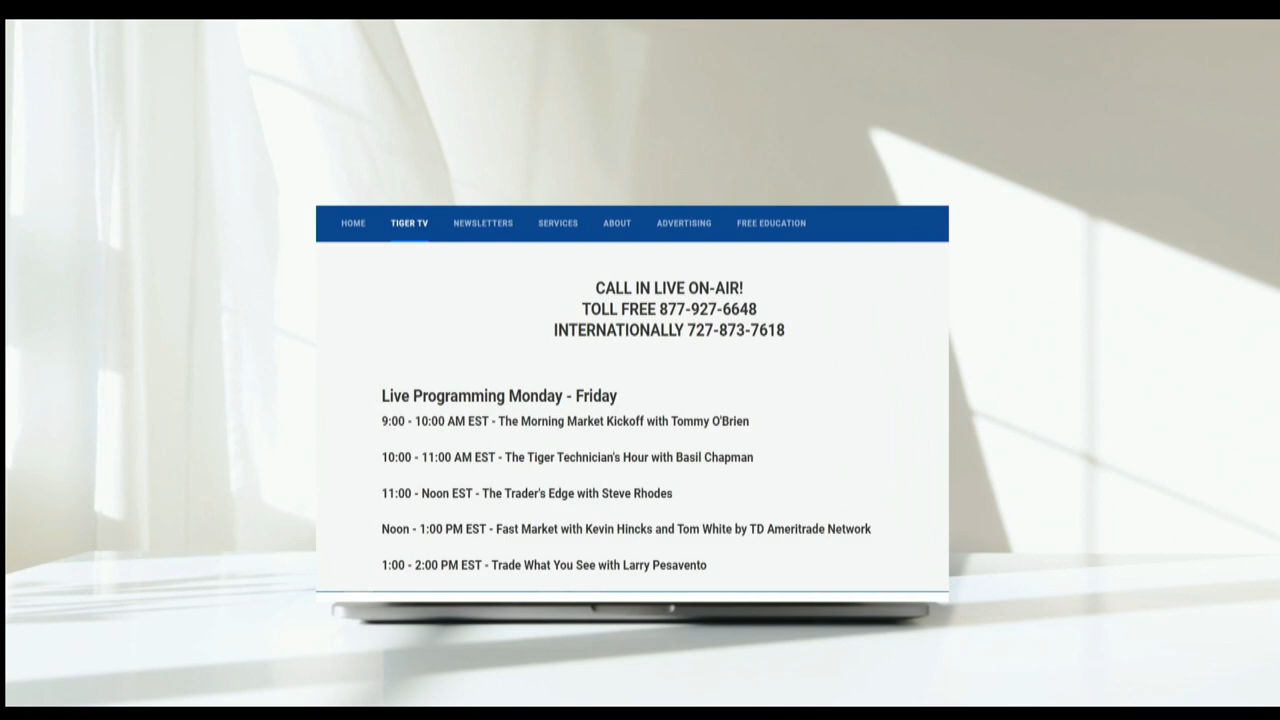 HOME TIGER TV NEWSLETTERS SERVICES ABOUT ADVERTISING FREE EDUCATION
CALL IN LIVE ON-AIR!
TOLL FREE 877-927-6648
INTERNATIONALLY 727-873-7618
Live Programming Monday - Friday
9:00 - 10:00 AM EST - The Morning Market Kickoff with Tommy O'Brien
10:00 - 11:00 AM EST - The Tiger Technician's Hour with Basil Chapman
11:00 - Noon EST - The Trader's Edge with Steve Rhodes
Noon - 1:00 PM EST - Fast Market with Kevin Hincks and Tom White by TD Ameritrade Network
1:00 - 2:00 PM EST - Trade What You See with Larry Pesavento